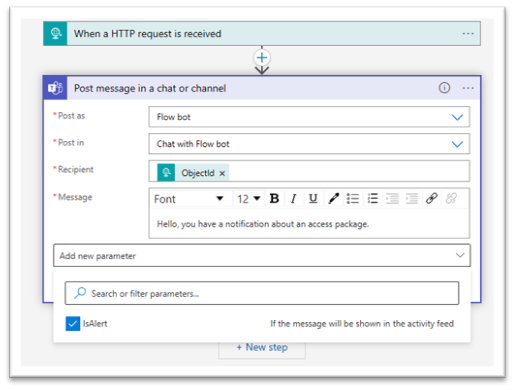 When a HTTP request is received
Post message in a chat or channel
*Post as
Flow bot
*Post in
Chat with Flow bot
*Recipient
ObjectId ×
*Message
Font 12 B I U
Hello, you have a notification about an access package.
Add new parameter
Search or filter parameters...
IsAlert If the message will be shown in the activity feed
+ New step